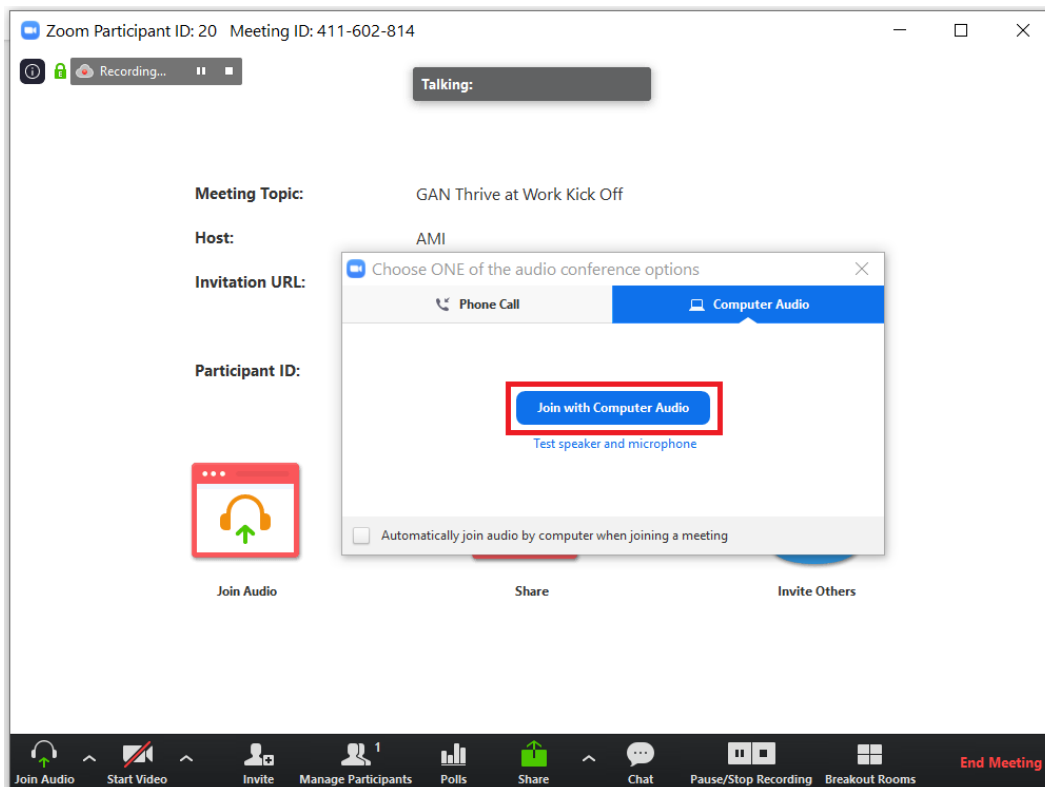 Zoom Participant ID: 20 Meeting ID: 411-602-814
Recording...
Talking:
Meeting Topic: GAN Thrive at Work Kick Off
Host: AMI
Invitation URL:
Participant ID:
Choose ONE of the audio conference options
Phone Call Computer Audio
Join with Computer Audio
Test speaker and microphone
Automatically join audio by computer when joining a meeting
Join Audio Share Invite Others
1
Join Audio Start Video Invite Manage Participants Polls Share Chat Pause/Stop Recording Breakout Rooms End Meeting